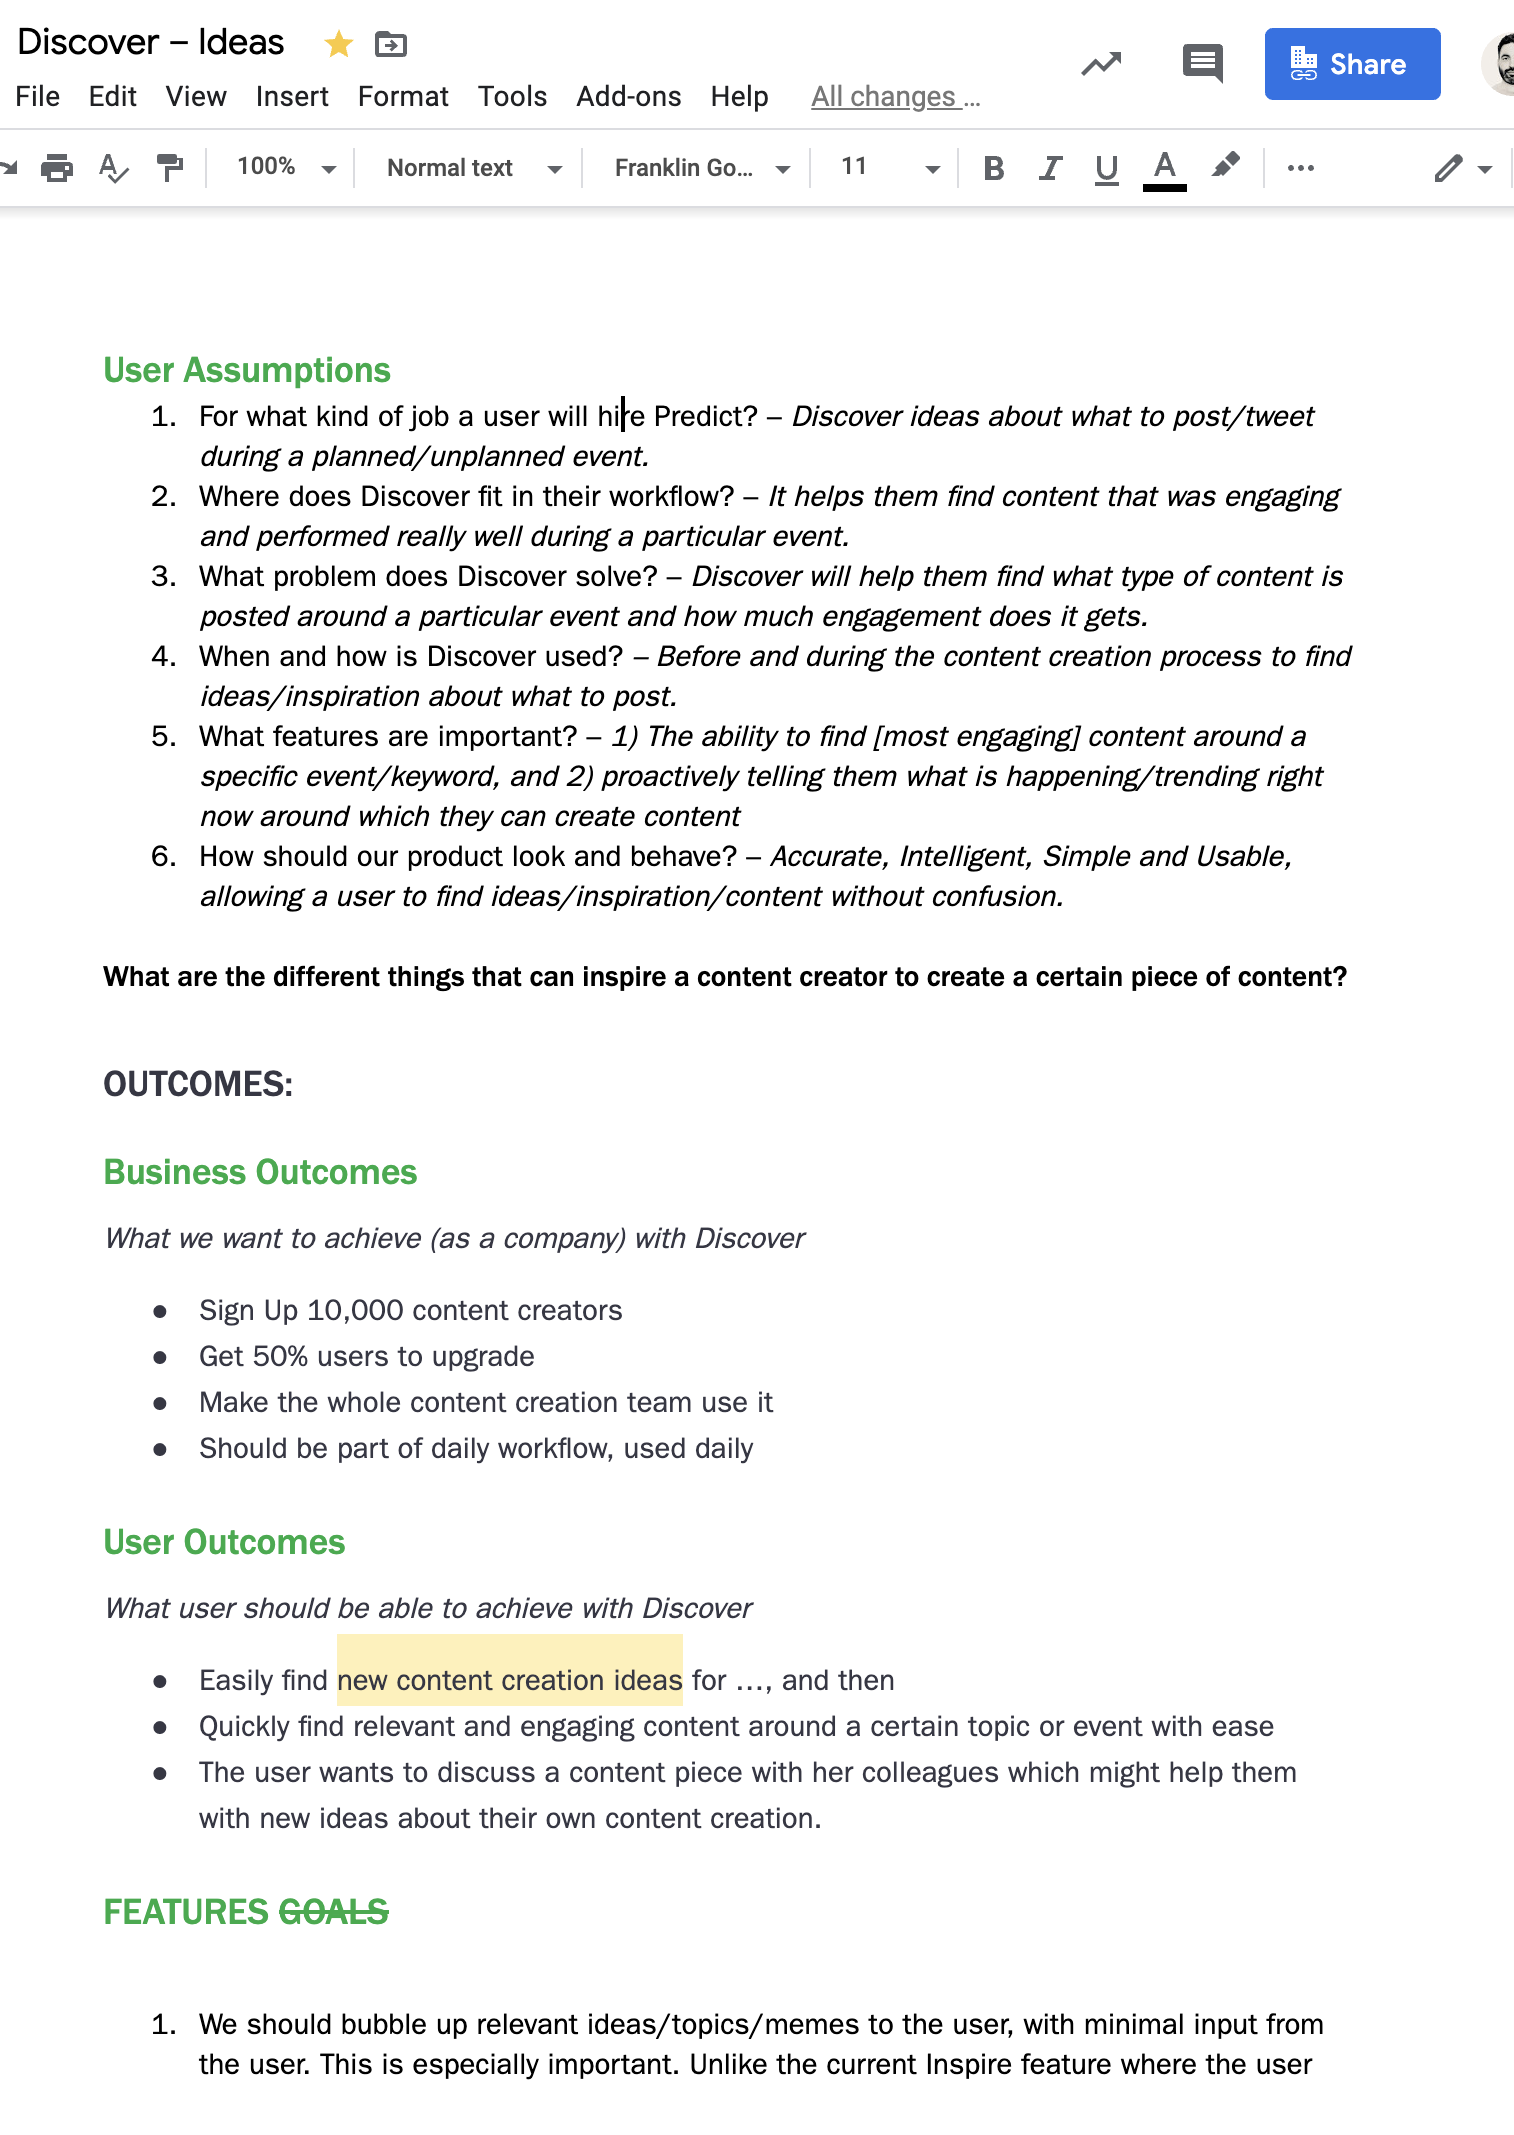 Discover – Ideas
File Edit View Insert Format Tools Add-ons Help All changes ...
Share
100% Normal text Franklin Go... 11 B I U A
User Assumptions
1. For what kind of job a user will hire Predict? – Discover ideas about what to post/tweet
during a planned/unplanned event.
2. Where does Discover fit in their workflow? – It helps them find content that was engaging
and performed really well during a particular event.
3. What problem does Discover solve? – Discover will help them find what type of content is
posted around a particular event and how much engagement does it gets.
4. When and how is Discover used? – Before and during the content creation process to find
ideas/inspiration about what to post.
5. What features are important? – 1) The ability to find [most engaging] content around a
specific event/keyword, and 2) proactively telling them what is happening/trending right
now around which they can create content
6. How should our product look and behave? – Accurate, Intelligent, Simple and Usable,
allowing a user to find ideas/inspiration/content without confusion.
What are the different things that can inspire a content creator to create a certain piece of content?
OUTCOMES:
Business Outcomes
What we want to achieve (as a company) with Discover
● Sign Up 10,000 content creators
● Get 50% users to upgrade
● Make the whole content creation team use it
● Should be part of daily workflow, used daily
User Outcomes
What user should be able to achieve with Discover
● Easily find new content creation ideas for ..., and then
● Quickly find relevant and engaging content around a certain topic or event with ease
● The user wants to discuss a content piece with her colleagues which might help them
with new ideas about their own content creation.
FEATURES GOALS
1. We should bubble up relevant ideas/topics/memes to the user, with minimal input from
the user. This is especially important. Unlike the current Inspire feature where the user